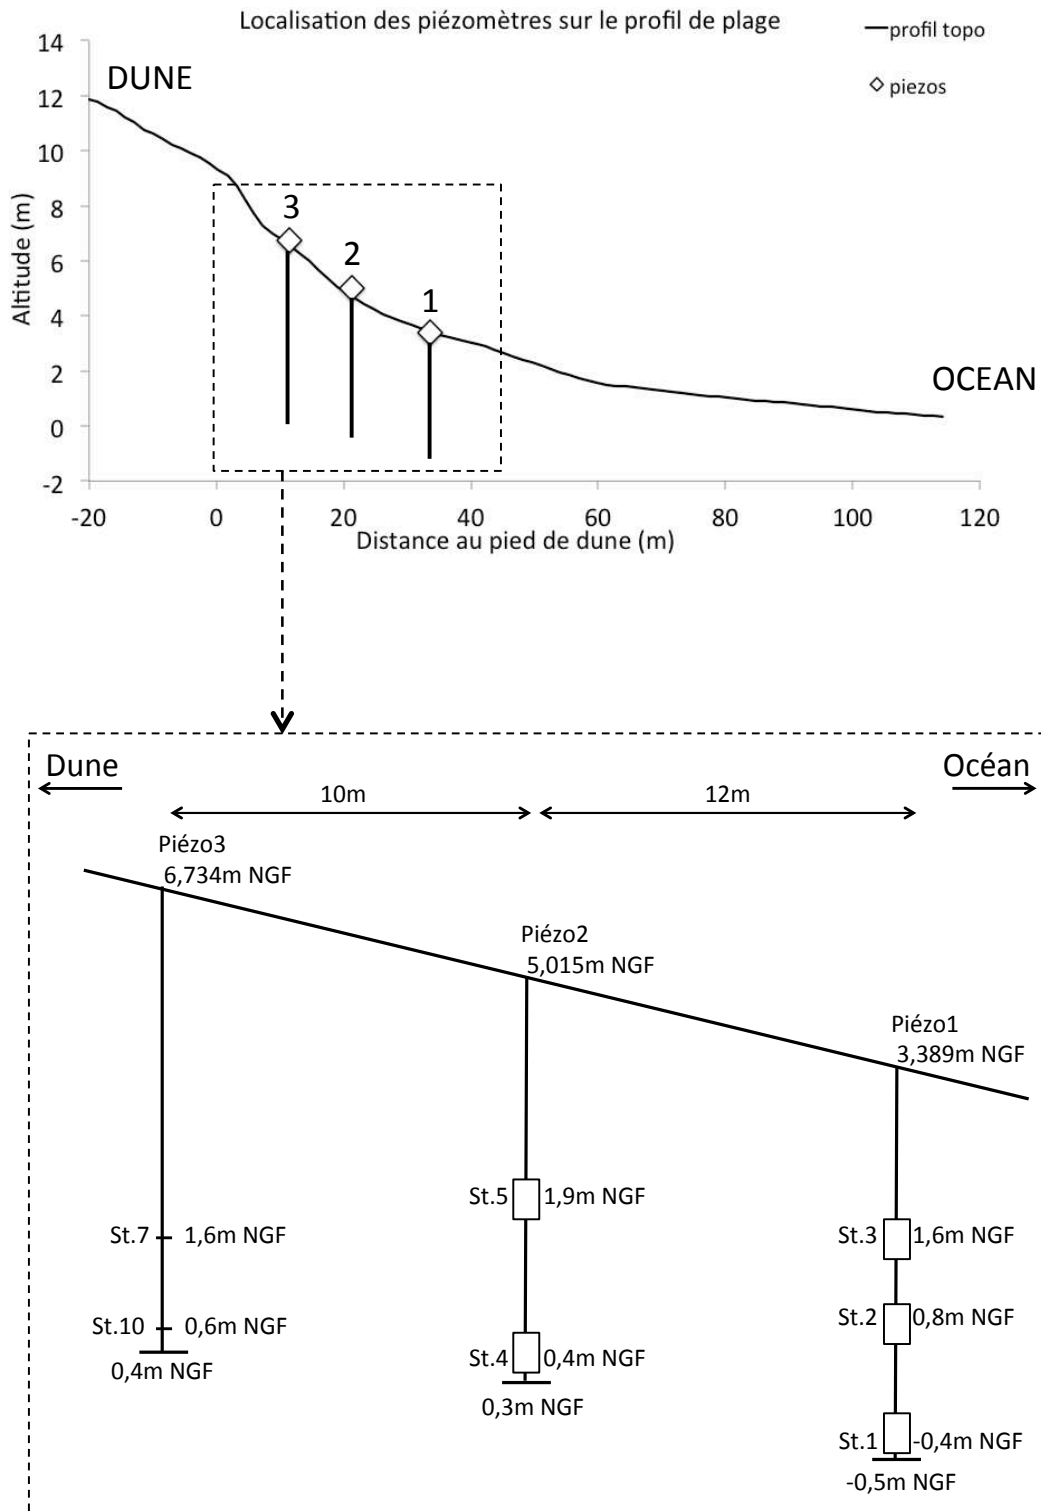 Localisation des piézomètres sur le profil de plage
profil topo
piezos
14
12
10
8
6
4
2
0
-2
Altitude (m)
DUNE
3
2
1
OCEAN
-20
0
20
40
60
80
100
120
Distance au pied de dune (m)
Dune
Océan
10m
12m
Piézo3
6,734m NGF
Piézo2
5,015m NGF
Piézo1
3,389m NGF
St.5
1,9m NGF
St.7
1,6m NGF
St.3
1,6m NGF
St.2
0,8m NGF
St.10
0,6m NGF
St.4
0,4m NGF
0,4m NGF
0,3m NGF
St.1
-0,4m NGF
-0,5m NGF